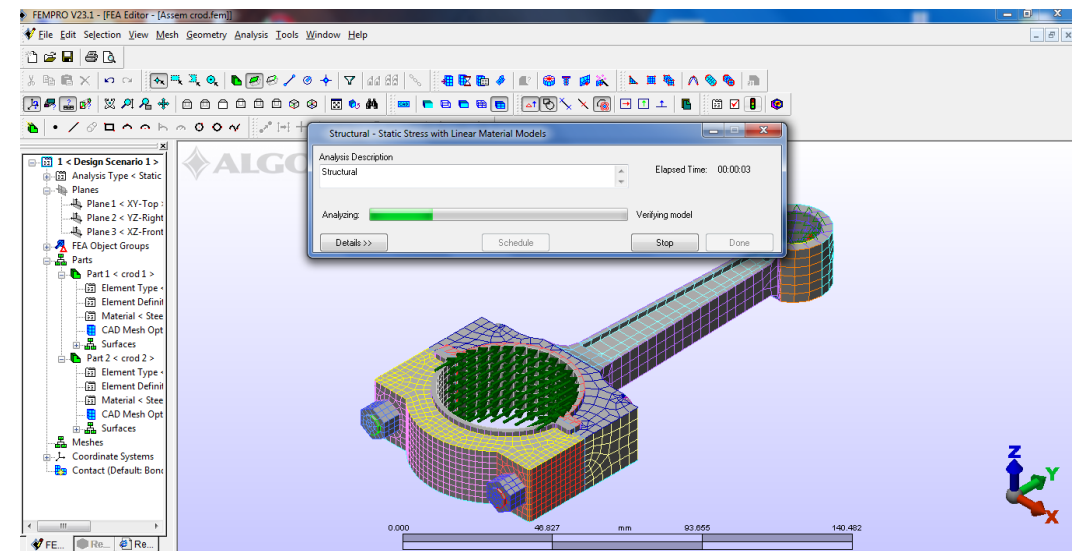 FEMPRO V23.1 - [FEA Editor - [Assem crod.fem]]
File Edit Selection View Mesh Geometry Analysis Tools Window Help
Structural - Static Stress with Linear Material Models
Analysis Description
Structural
Elapsed Time: 00:00:03
Analyzing: Verifying model
Details >> Schedule Stop Done
ALGO
1 < Design Scenario 1 >
Analysis Type < Static
Planes
Plane 1 < XY-Top
Plane 2 < YZ-Right
Plane 3 < XZ-Front
FEA Object Groups
Parts
Part 1 < crod 1 >
Element Type <
Element Definit
Material < Stee
CAD Mesh Opt
Surfaces
Part 2 < crod 2 >
Element Type <
Element Definit
Material < Stee
CAD Mesh Opt
Surfaces
Meshes
Coordinate Systems
Contact (Default: Bond
Z
Y
X
0.000 46.827 mm 93.655 140.482
FE... Re... Re...